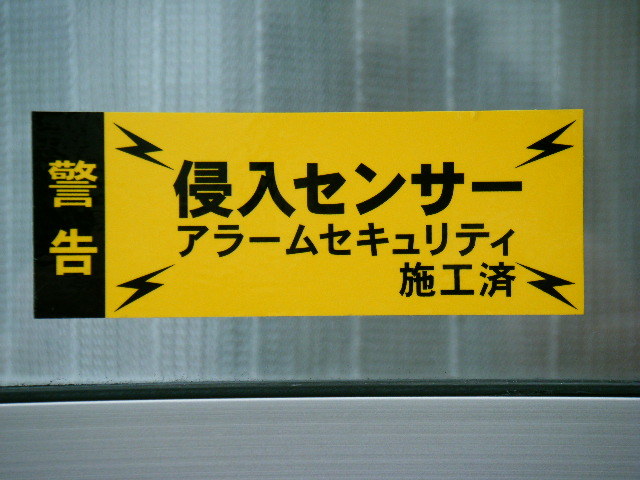 警告
侵入センサー
アラームセキュリティ
施工済